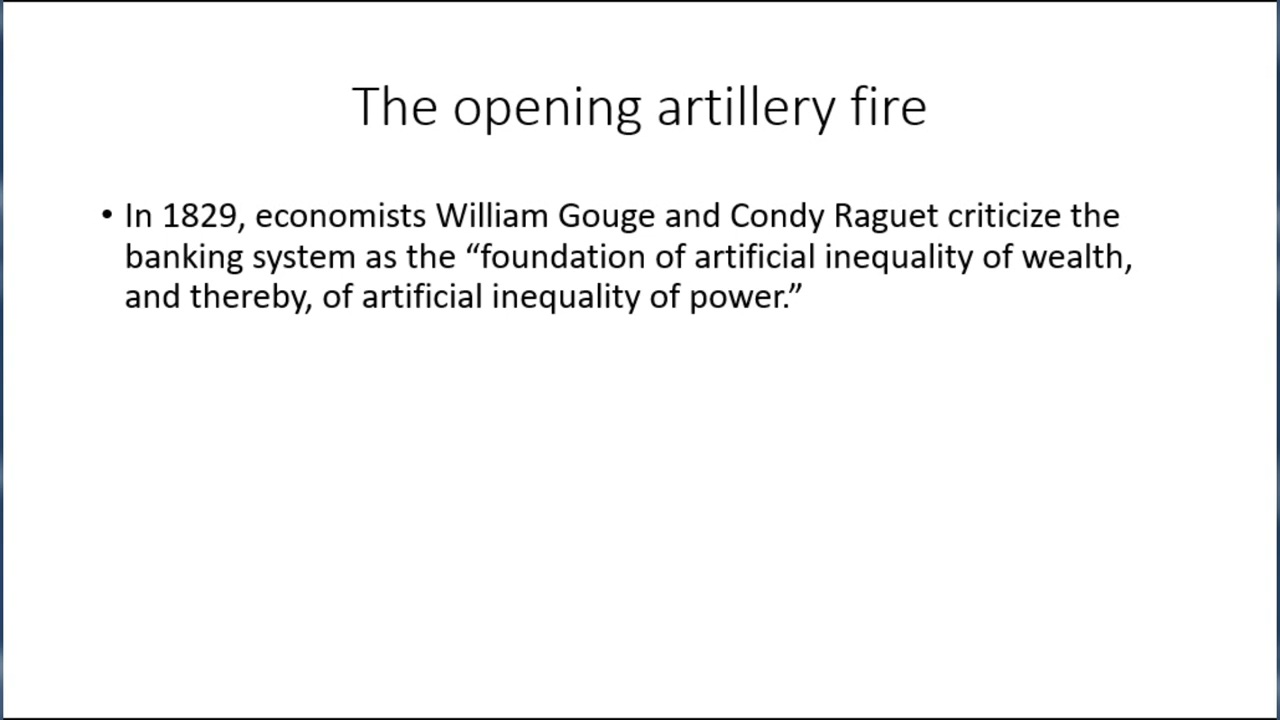 The opening artillery fire
• In 1829, economists William Gouge and Condy Raguet criticize the
banking system as the “foundation of artificial inequality of wealth,
and thereby, of artificial inequality of power.”